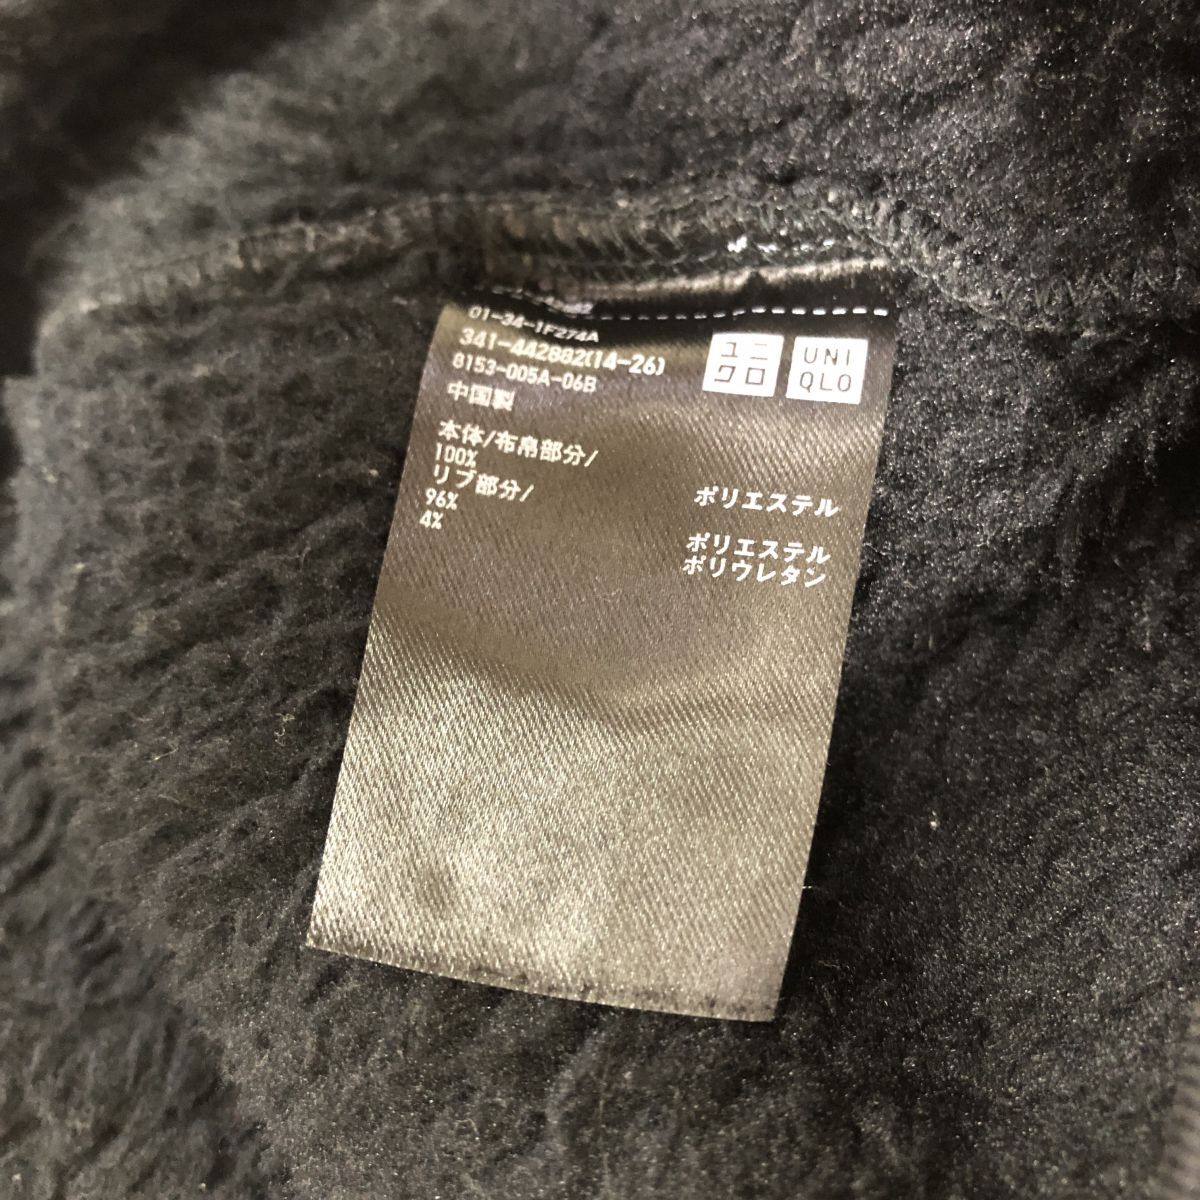 01-34-1F274A
341-442882(14-26)
8153-005A-06B
中国製
ユニ
クロ
UNI
QLO
本体/布帛部分/
100% ポリエステル
リブ部分/
96% ポリエステル
4% ポリウレタン